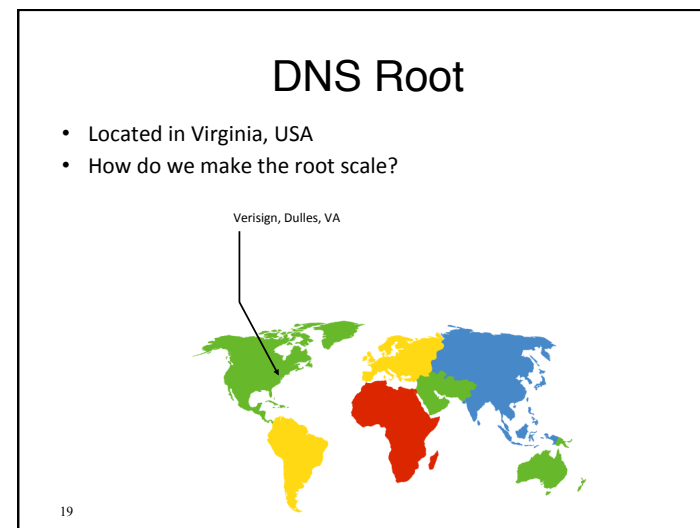 DNS Root
• Located in Virginia, USA
• How do we make the root scale?
Verisign, Dulles, VA
19